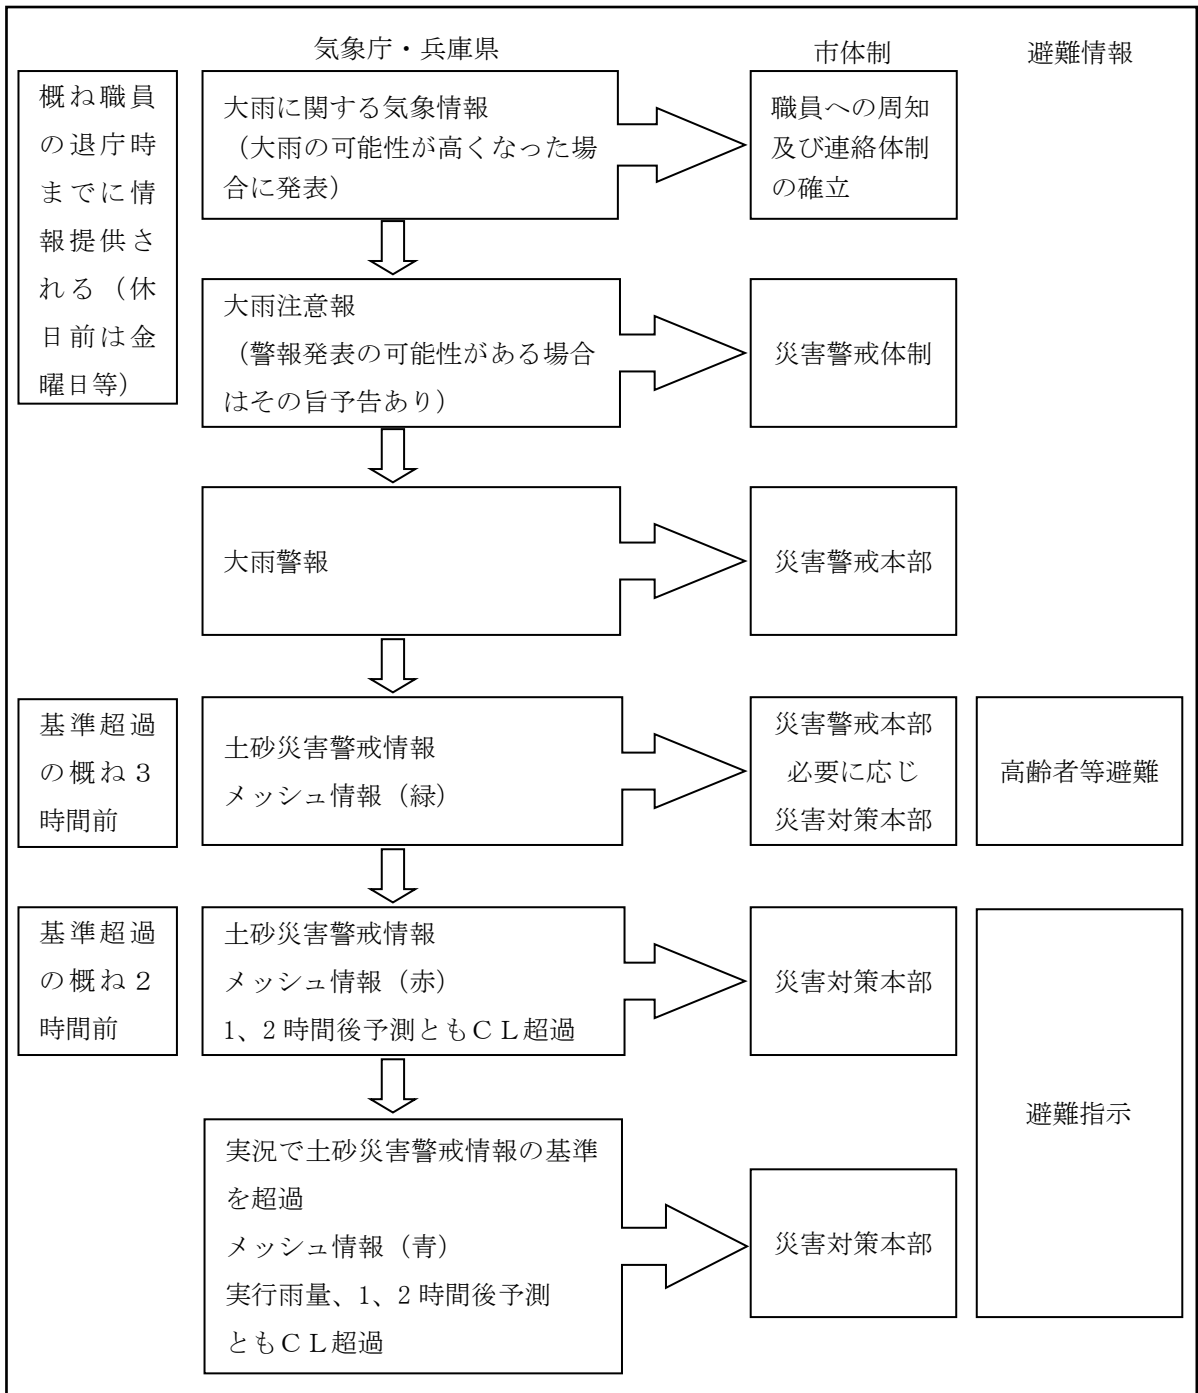 気象庁・兵庫県
市体制
避難情報
概ね職員
の退庁時
までに情
報提供さ
れる（休
日前は金
曜日等）
大雨に関する気象情報
（大雨の可能性が高くなった場
合に発表）
職員への周知
及び連絡体制
の確立
大雨注意報
（警報発表の可能性がある場合
はその旨予告あり）
災害警戒体制
大雨警報
災害警戒本部
基準超過
の概ね３
時間前
土砂災害警戒情報
メッシュ情報（緑）
災害警戒本部
必要に応じ
災害対策本部
高齢者等避難
基準超過
の概ね２
時間前
土砂災害警戒情報
メッシュ情報（赤）
1、2時間後予測ともＣＬ超過
災害対策本部
避難指示
実況で土砂災害警戒情報の基準
を超過
メッシュ情報（青）
実行雨量、1、2時間後予測
ともＣＬ超過
災害対策本部